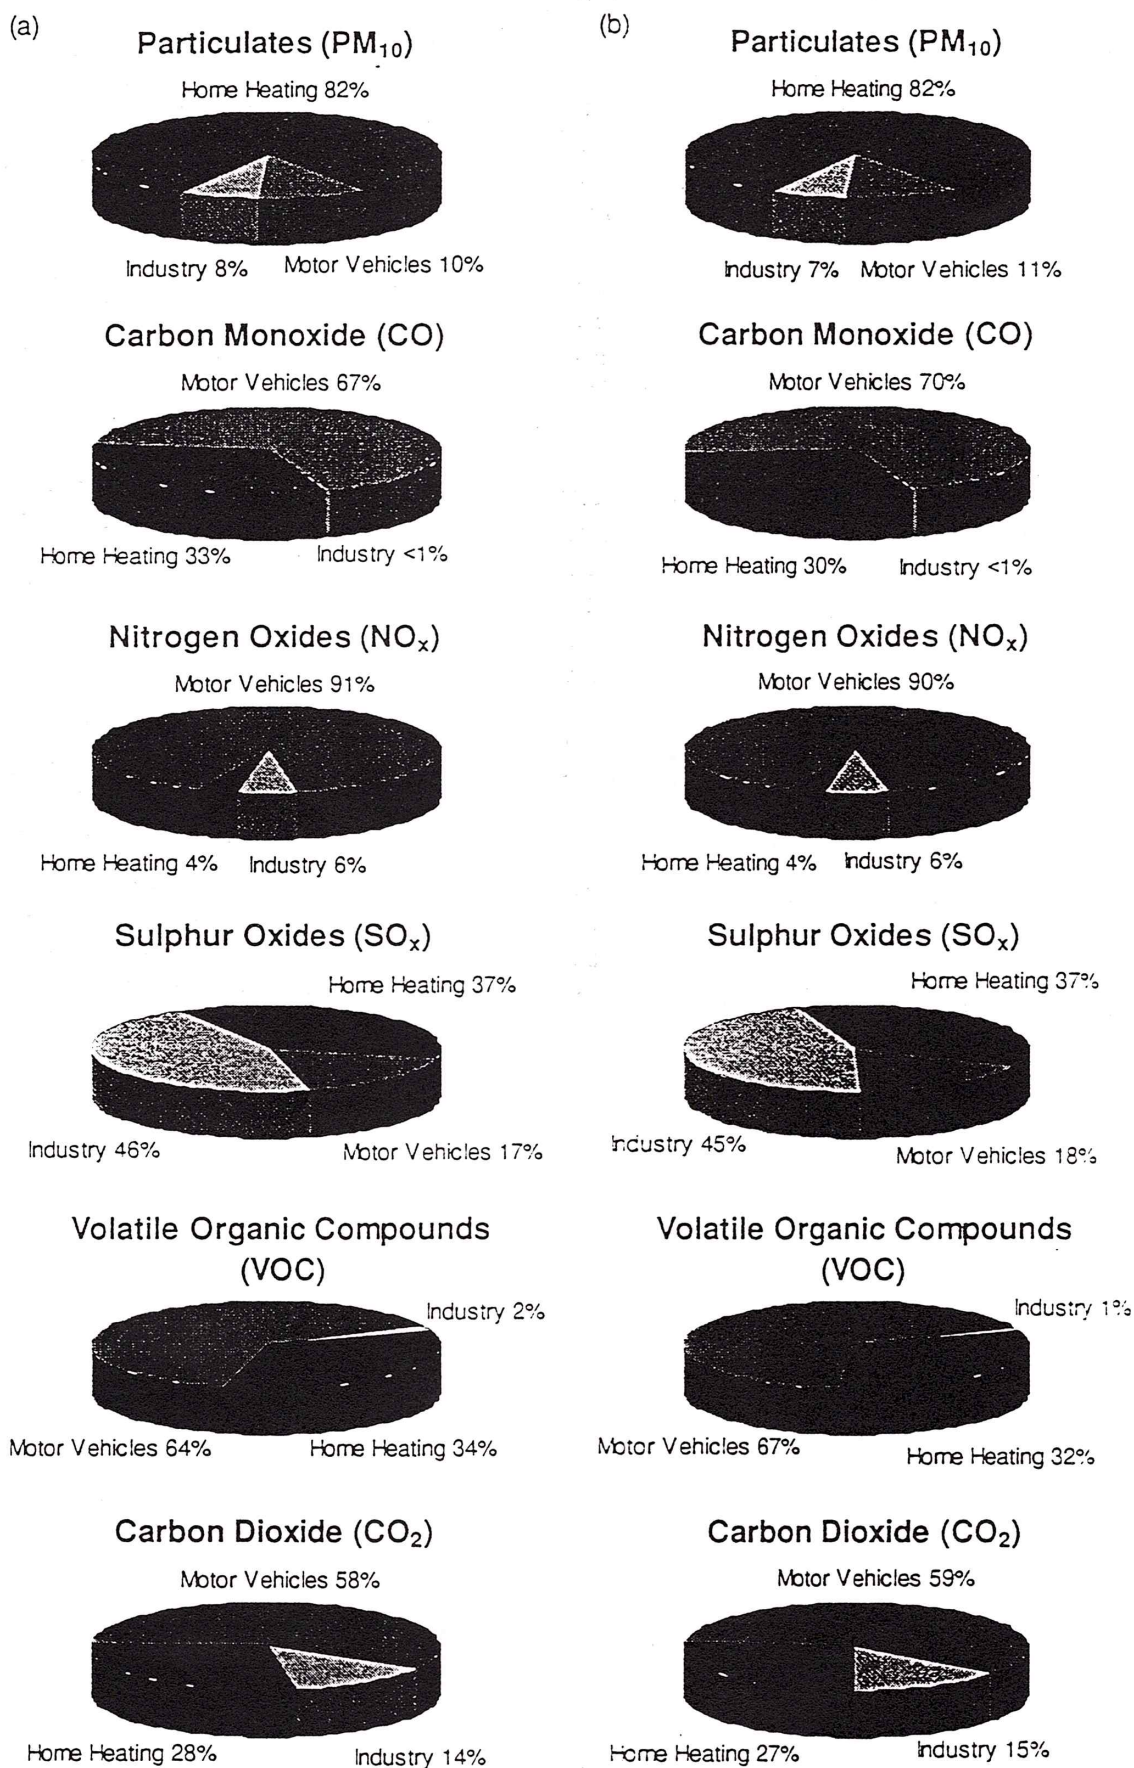 (a)
Particulates (PM₁₀)
Home Heating 82%
Industry 8%
Motor Vehicles 10%
Carbon Monoxide (CO)
Motor Vehicles 67%
Home Heating 33%
Industry <1%
Nitrogen Oxides (NOₓ)
Motor Vehicles 91%
Home Heating 4%
Industry 6%
Sulphur Oxides (SOₓ)
Home Heating 37%
Industry 46%
Motor Vehicles 17%
Volatile Organic Compounds
(VOC)
Industry 2%
Motor Vehicles 64%
Home Heating 34%
Carbon Dioxide (CO₂)
Motor Vehicles 58%
Home Heating 28%
Industry 14%
(b)
Particulates (PM₁₀)
Home Heating 82%
Industry 7%
Motor Vehicles 11%
Carbon Monoxide (CO)
Motor Vehicles 70%
Home Heating 30%
Industry <1%
Nitrogen Oxides (NOₓ)
Motor Vehicles 90%
Home Heating 4%
Industry 6%
Sulphur Oxides (SOₓ)
Home Heating 37%
Industry 45%
Motor Vehicles 18%
Volatile Organic Compounds
(VOC)
Industry 1%
Motor Vehicles 67%
Home Heating 32%
Carbon Dioxide (CO₂)
Motor Vehicles 59%
Home Heating 27%
Industry 15%